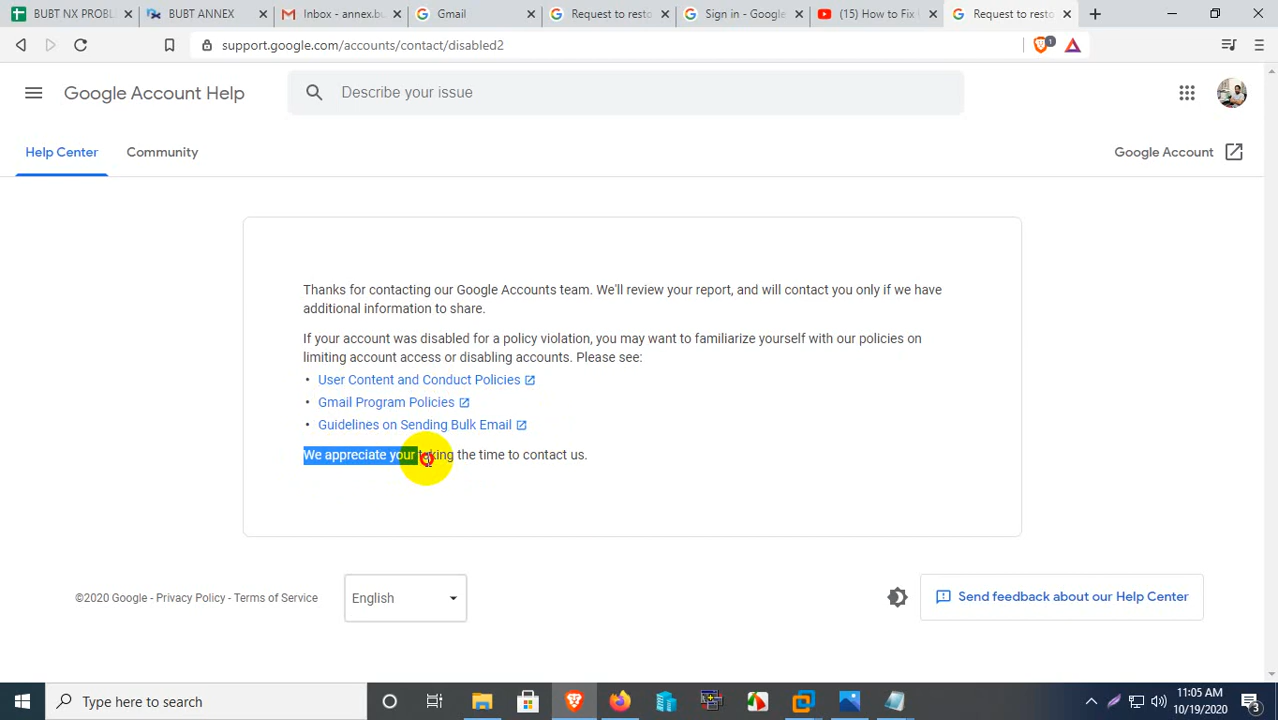 BUBT NX PROBL
BUBT ANNEX
Inbox - annex.bu
Gmail
Request to resto
Sign in - Google
(15) How to Fix
Request to resto
support.google.com/accounts/contact/disabled2
1
Google Account Help
Describe your issue
Help Center
Community
Google Account
Thanks for contacting our Google Accounts team. We'll review your report, and will contact you only if we have
additional information to share.
If your account was disabled for a policy violation, you may want to familiarize yourself with our policies on
limiting account access or disabling accounts. Please see:
• User Content and Conduct Policies
• Gmail Program Policies
• Guidelines on Sending Bulk Email
We appreciate your taking the time to contact us.
©2020 Google - Privacy Policy - Terms of Service
English
Send feedback about our Help Center
Type here to search
11:05 AM
10/19/2020
3